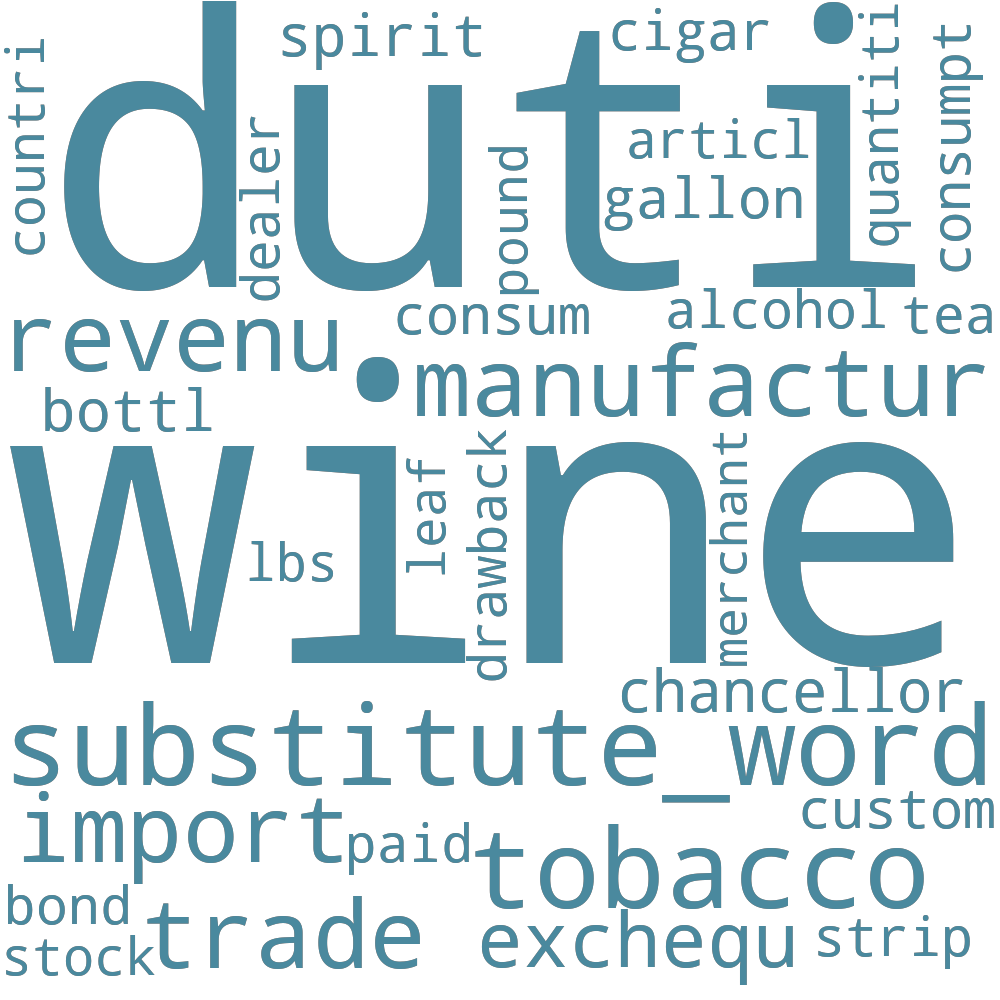 spirit
cigar
countri
duti
quantiti
consumpt
dealer
articl
pound
gallon
consum
alcohol
tea
revenu
manufactur
bottl
wine
lbs
leaf
drawback
merchant
chancellor
substitute_word
import
custom
paid
tobacco
bond
trade
exchequ
strip
stock